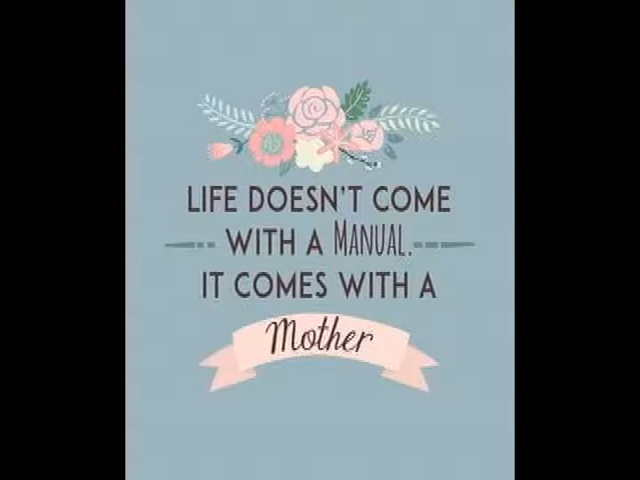 LIFE DOESN'T COME
WITH A MANUAL.
IT COMES WITH A
Mother